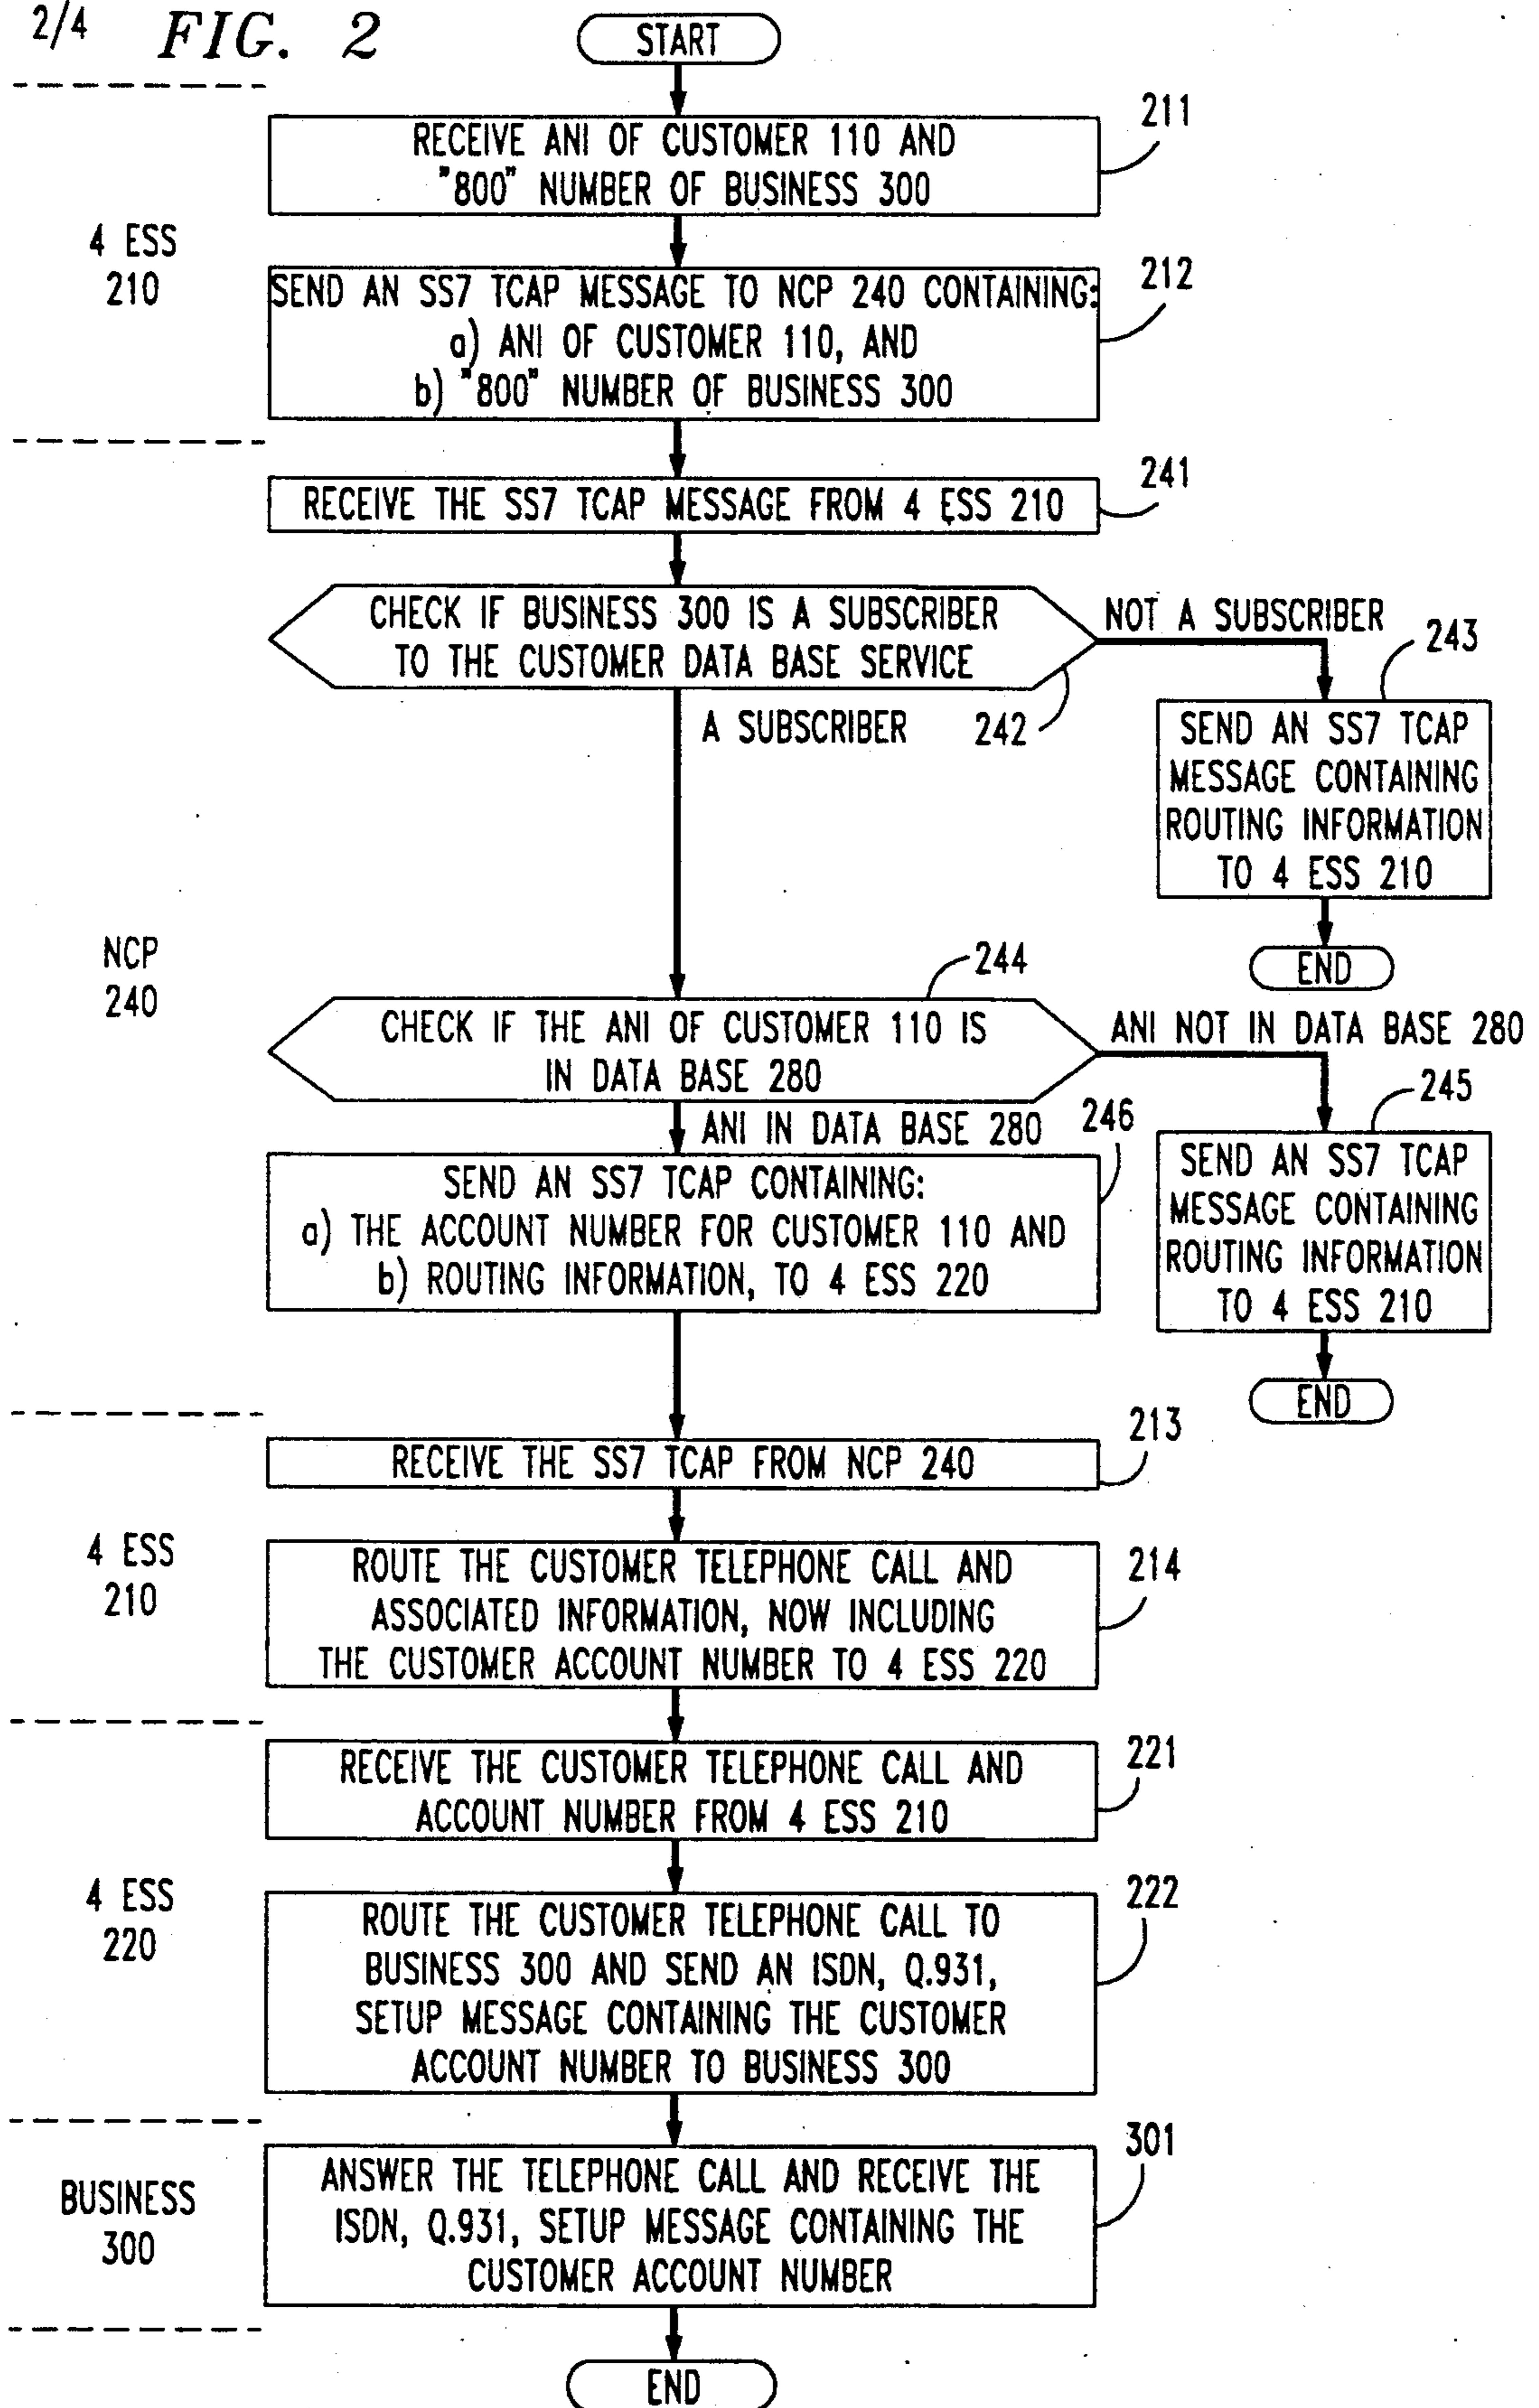 2/4 FIG. 2
START
RECEIVE ANI OF CUSTOMER 110 AND
"800" NUMBER OF BUSINESS 300
211
4 ESS
210
SEND AN SS7 TCAP MESSAGE TO NCP 240 CONTAINING:
a) ANI OF CUSTOMER 110, AND
b) "800" NUMBER OF BUSINESS 300
212
RECEIVE THE SS7 TCAP MESSAGE FROM 4 ESS 210
241
CHECK IF BUSINESS 300 IS A SUBSCRIBER
TO THE CUSTOMER DATA BASE SERVICE
NOT A SUBSCRIBER
243
A SUBSCRIBER
242
SEND AN SS7 TCAP
MESSAGE CONTAINING
ROUTING INFORMATION
TO 4 ESS 210
END
NCP
240
244
CHECK IF THE ANI OF CUSTOMER 110 IS
IN DATA BASE 280
ANI NOT IN DATA BASE 280
245
ANI IN DATA BASE 280
246
SEND AN SS7 TCAP CONTAINING:
a) THE ACCOUNT NUMBER FOR CUSTOMER 110 AND
b) ROUTING INFORMATION, TO 4 ESS 220
SEND AN SS7 TCAP
MESSAGE CONTAINING
ROUTING INFORMATION
TO 4 ESS 210
END
RECEIVE THE SS7 TCAP FROM NCP 240
213
4 ESS
210
ROUTE THE CUSTOMER TELEPHONE CALL AND
ASSOCIATED INFORMATION, NOW INCLUDING
THE CUSTOMER ACCOUNT NUMBER TO 4 ESS 220
214
RECEIVE THE CUSTOMER TELEPHONE CALL AND
ACCOUNT NUMBER FROM 4 ESS 210
221
4 ESS
220
ROUTE THE CUSTOMER TELEPHONE CALL TO
BUSINESS 300 AND SEND AN ISDN, Q.931,
SETUP MESSAGE CONTAINING THE CUSTOMER
ACCOUNT NUMBER TO BUSINESS 300
222
BUSINESS
300
ANSWER THE TELEPHONE CALL AND RECEIVE THE
ISDN, Q.931, SETUP MESSAGE CONTAINING THE
CUSTOMER ACCOUNT NUMBER
301
END